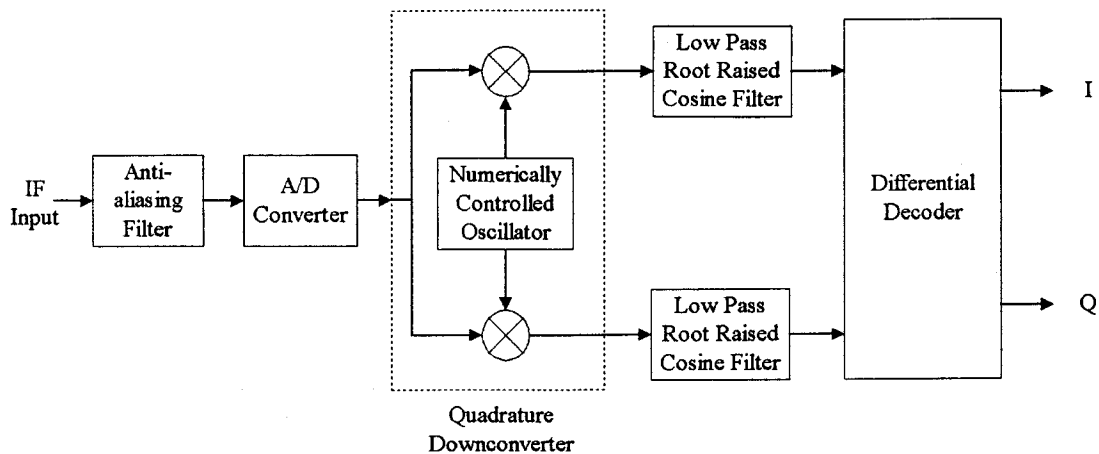 IF
Input
Anti-
aliasing
Filter
A/D
Converter
Numerically
Controlled
Oscillator
Quadrature
Downconverter
Low Pass
Root Raised
Cosine Filter
Low Pass
Root Raised
Cosine Filter
Differential
Decoder
I
Q